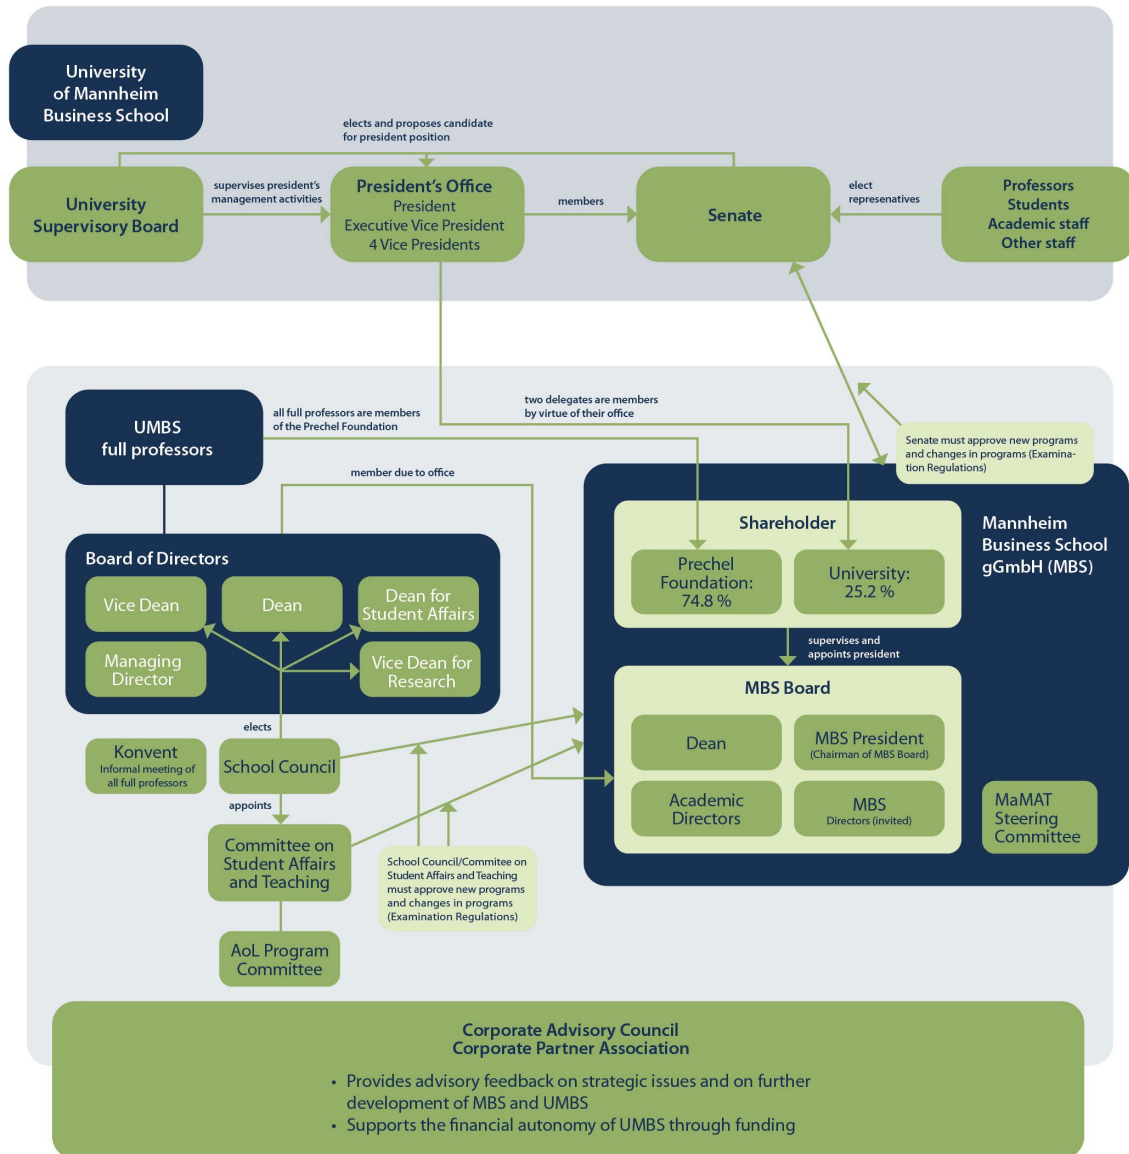 University
of Mannheim
Business School
elects and proposes candidate
for president position
University
Supervisory Board
supervises president's
management activities
President's Office
President
Executive Vice President
4 Vice Presidents
members
Senate
elect
represenatives
Professors
Students
Academic staff
Other staff
UMBS
full professors
all full professors are members
of the Prechel Foundation
two delegates are members
by virtue of their office
Senate must approve new programs
and changes in programs (Examina-
tion Regulations)
member due to office
Board of Directors
Vice Dean
Dean
Dean for
Student Affairs
Managing
Director
Vice Dean for
Research
Shareholder
Prechel
Foundation:
74.8 %
University:
25.2 %
Mannheim
Business School
gGmbH (MBS)
supervises and
appoints president
MBS Board
Dean
MBS President
(Chairman of MBS Board)
Academic
Directors
MBS
Directors (invited)
MaMAT
Steering
Committee
elects
Konvent
Informal meeting of
all full professors
School Council
appoints
Committee on
Student Affairs
and Teaching
School Council/Commitee on
Student Affairs and Teaching
must approve new programs
and changes in programs
(Examination Regulations)
AoL Program
Committee
Corporate Advisory Council
Corporate Partner Association
• Provides advisory feedback on strategic issues and on further
development of MBS and UMBS
• Supports the financial autonomy of UMBS through funding